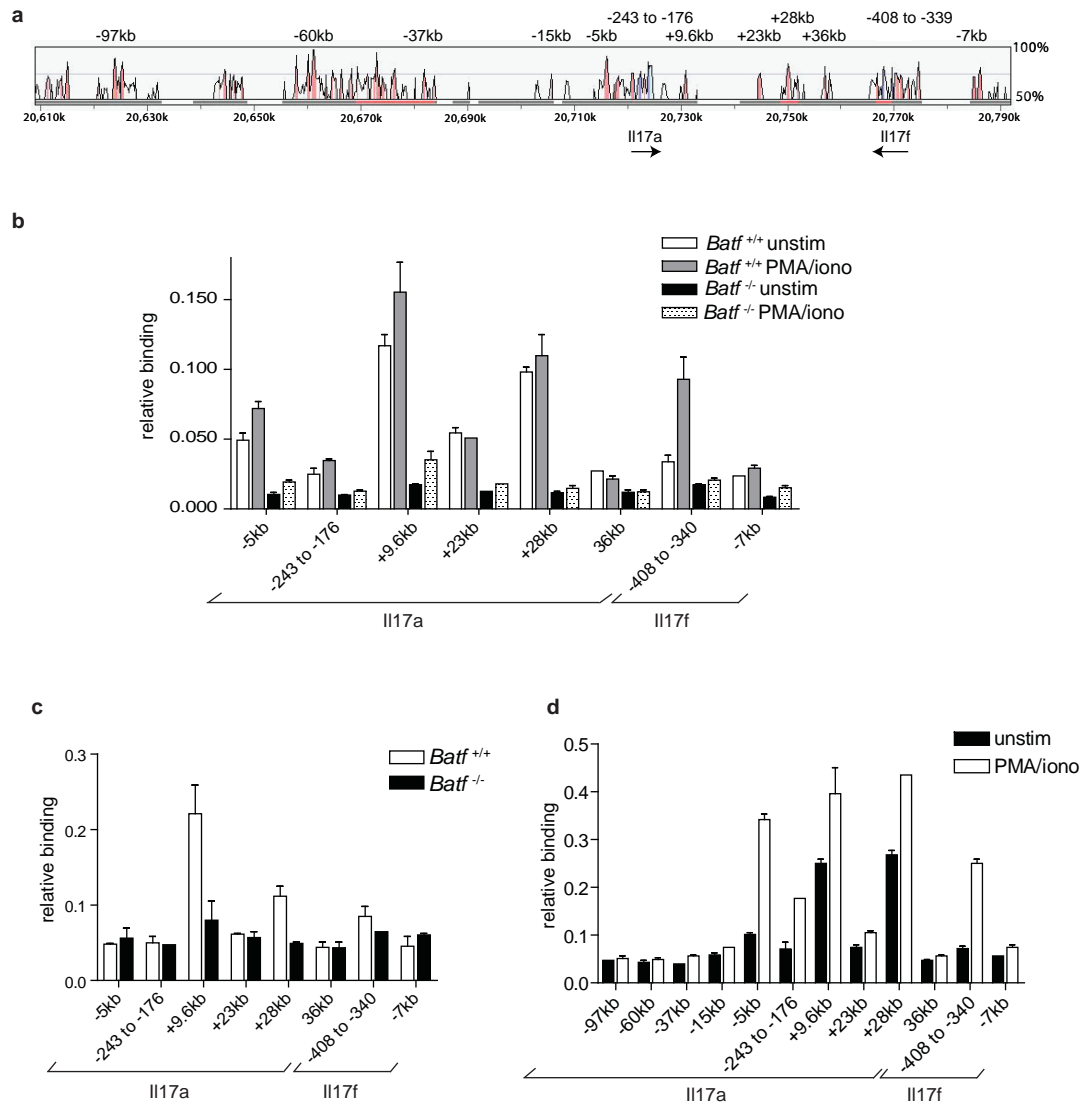 a
-243 to -176
+28kb
-408 to -339
-97kb
-60kb
-37kb
-15kb
-5kb
+9.6kb
+23kb
+36kb
-7kb
100%
50%
20,610k
20,630k
20,650k
20,670k
20,690k
20,710k
20,730k
20,750k
20,770k
20,790k
Il17a
Il17f
b
Batf +/+ unstim
Batf +/+ PMA/iono
Batf -/- unstim
Batf -/- PMA/iono
relative binding
0.150
0.100
0.050
0.000
-5kb
-243 to -176
+9.6kb
+23kb
+28kb
36kb
-408 to -340
-7kb
Il17a
Il17f
c
Batf +/+
Batf -/-
relative binding
0.3
0.2
0.1
0.0
-5kb
-243 to -176
+9.6kb
+23kb
+28kb
36kb
-408 to -340
-7kb
Il17a
Il17f
d
unstim
PMA/iono
relative binding
0.5
0.4
0.3
0.2
0.1
0.0
-97kb
-60kb
-37kb
-15kb
-5kb
-243 to -176
+9.6kb
+23kb
+28kb
36kb
-408 to -340
-7kb
Il17a
Il17f